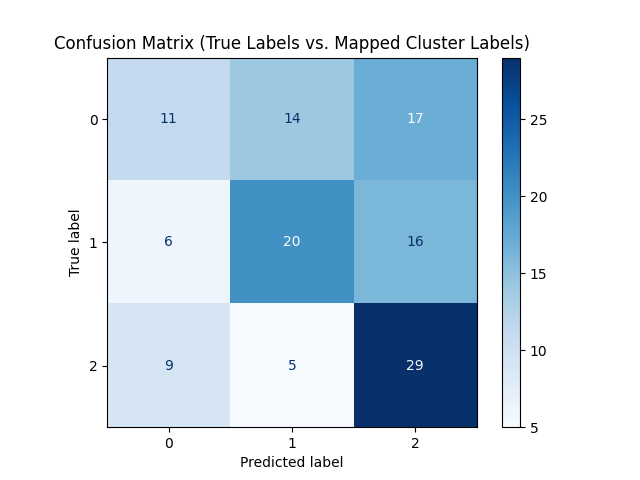 Confusion Matrix (True Labels vs. Mapped Cluster Labels)
0 11 14 17
1 6 20 16
2 9 5 29
0 1 2
Predicted label
True label
25
20
15
10
5